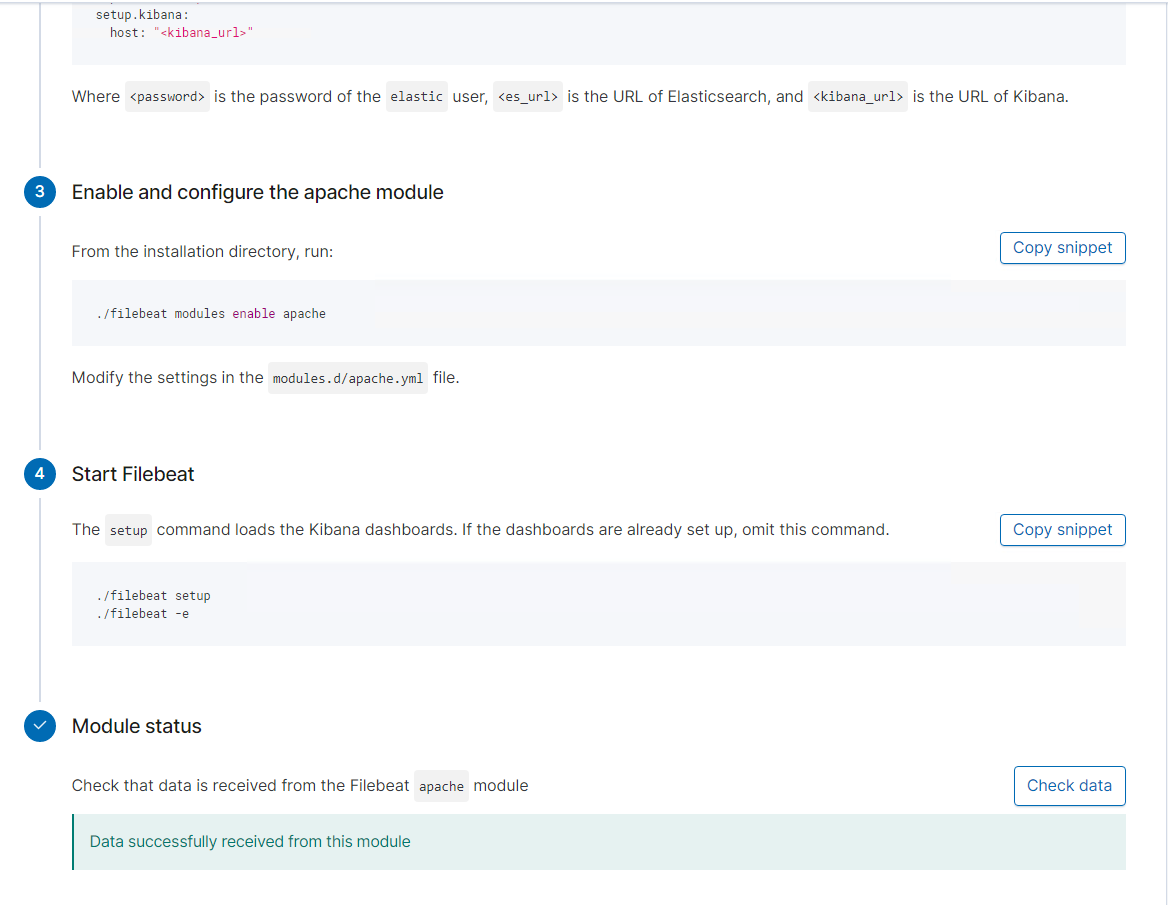 setup.kibana:
host: "<kibana_url>"
Where <password> is the password of the elastic user, <es_url> is the URL of Elasticsearch, and <kibana_url> is the URL of Kibana.
3 Enable and configure the apache module
From the installation directory, run:
Copy snippet
./filebeat modules enable apache
Modify the settings in the modules.d/apache.yml file.
4 Start Filebeat
The setup command loads the Kibana dashboards. If the dashboards are already set up, omit this command.
Copy snippet
./filebeat setup
./filebeat -e
Module status
Check that data is received from the Filebeat apache module
Check data
Data successfully received from this module